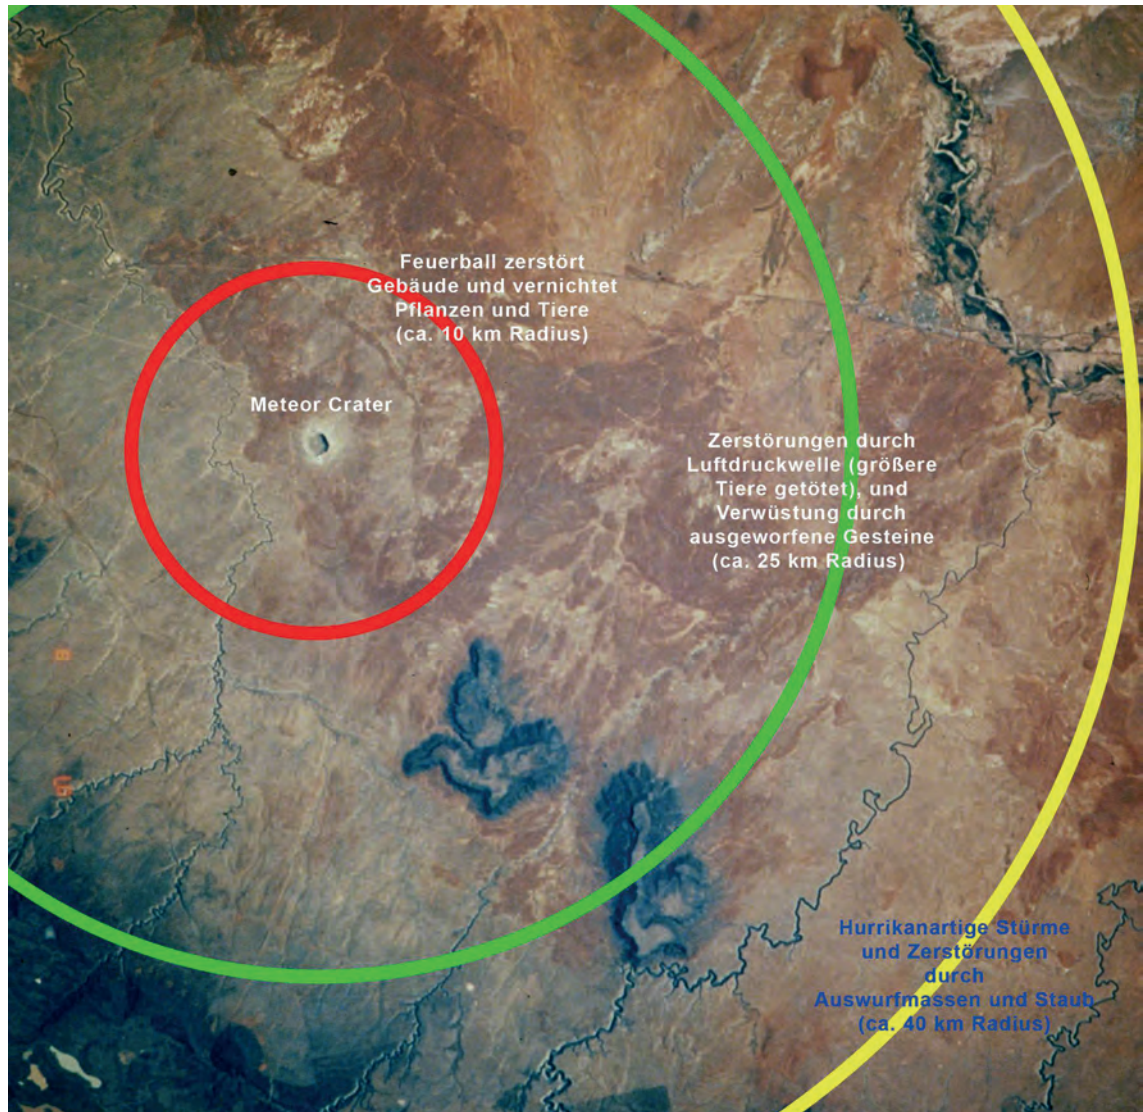 Feuerball zerstört
Gebäude und vernichtet
Pflanzen und Tiere
(ca. 10 km Radius)
Meteor Crater
Zerstörungen durch
Luftdruckwelle (größere
Tiere getötet), und
Verwüstung durch
ausgeworfene Gesteine
(ca. 25 km Radius)
Hurrikanartige Stürme
und Zerstörungen
durch
Auswurfmassen und Staub
(ca. 40 km Radius)